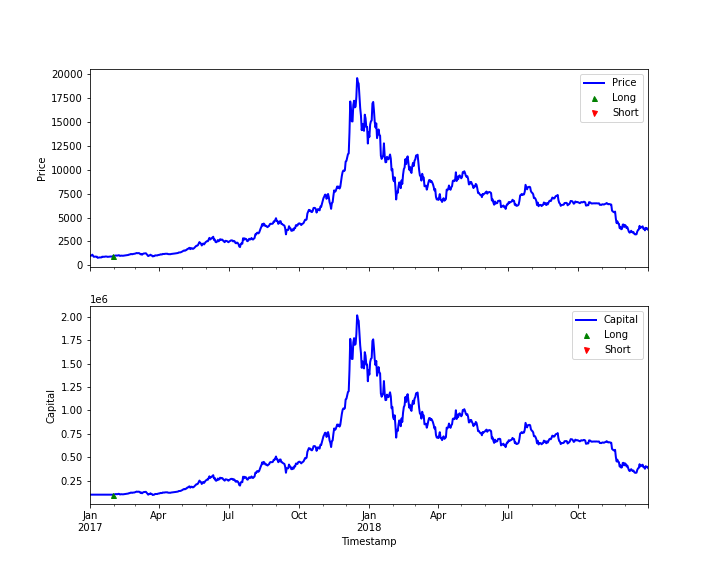 20000
17500
15000
12500
10000
7500
5000
2500
0
Price
Price
Long
Short
1e6
2.00
1.75
1.50
1.25
1.00
0.75
0.50
0.25
Capital
Capital
Long
Short
Jan Apr Jul Oct Jan Apr Jul Oct
2017 2018
Timestamp